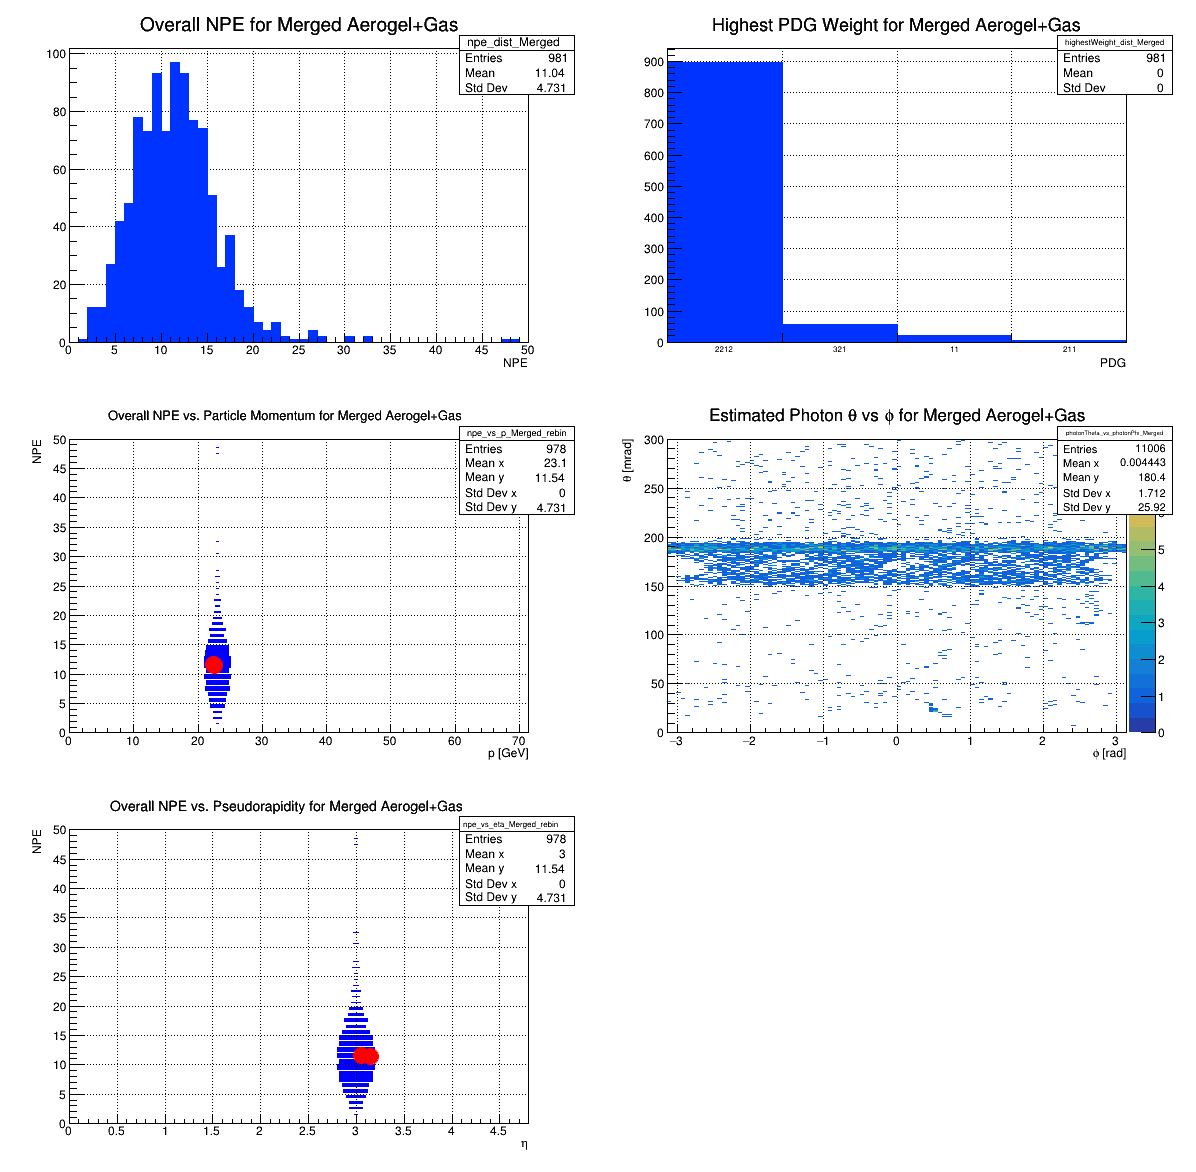 Overall NPE for Merged Aerogel+Gas
npe_dist_Merged
Entries 981
Mean 11.04
Std Dev 4.731
100
80
60
40
20
0
0 5 10 15 20 25 30 35 40 45 50
NPE
Highest PDG Weight for Merged Aerogel+Gas
highestWeight_dist_Merged
Entries 981
Mean 0
Std Dev 0
900
800
700
600
500
400
300
200
100
0
2212 321 11 211
PDG
Overall NPE vs. Particle Momentum for Merged Aerogel+Gas
npe_vs_p_Merged_rebin
Entries 978
Mean x 23.1
Mean y 11.54
Std Dev x 0
Std Dev y 4.731
NPE
50
45
40
35
30
25
20
15
10
5
0
0 10 20 30 40 50 60 70
p [GeV]
Estimated Photon θ vs ϕ for Merged Aerogel+Gas
photonTheta_vs_photonPhi_Merged
Entries 11006
Mean x 0.004443
Mean y 180.4
Std Dev x 1.712
Std Dev y 25.92
θ [mrad]
300
250
200
150
100
50
0
−3 −2 −1 0 1 2 3
ϕ [rad]
5
4
3
2
1
0
Overall NPE vs. Pseudorapidity for Merged Aerogel+Gas
npe_vs_eta_Merged_rebin
Entries 978
Mean x 3
Mean y 11.54
Std Dev x 0
Std Dev y 4.731
NPE
50
45
40
35
30
25
20
15
10
5
0
0 0.5 1 1.5 2 2.5 3 3.5 4 4.5
η